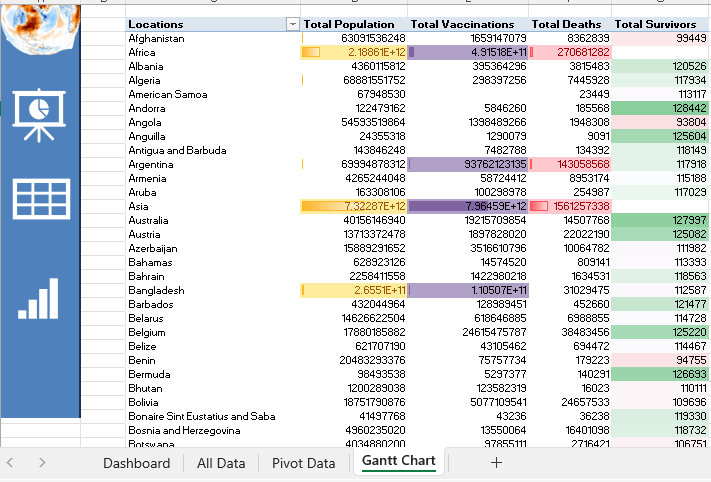 Locations Total Population Total Vaccinations Total Deaths Total Survivors
Afghanistan 63091536248 1659147079 8362839 99449
Africa 2.18861E+12 4.91518E+11 270681282
Albania 4360115812 395364296 3815483 120526
Algeria 68881551752 298397256 7445928 117934
American Samoa 67948530 23449 113117
Andorra 122479162 5846260 185568 128442
Angola 54593519864 1398489266 1948308 93804
Anguilla 24355318 1290079 9091 125604
Antigua and Barbuda 143846248 7482788 134392 118149
Argentina 69994878312 93762123135 143058568 117918
Armenia 4265244048 58724412 8953174 115188
Aruba 163308106 100298978 254987 117029
Asia 7.32287E+12 7.96459E+12 1561257338
Australia 40156146940 19215709854 14507768 127997
Austria 13713372478 1897828020 22022190 125082
Azerbaijan 15889291652 3516610796 10064782 111982
Bahamas 628923126 14574520 809141 113393
Bahrain 2258411558 1422980218 1634531 118563
Bangladesh 2.6551E+11 1.10507E+11 31029475 112587
Barbados 432044964 128989451 452660 121477
Belarus 14626622504 618646885 6988855 114728
Belgium 17880185882 24615475787 38483456 125220
Belize 621707190 43105462 694472 114467
Benin 20483293376 75757734 179223 94755
Bermuda 98493538 5297377 140291 126693
Bhutan 1200289038 123582319 16023 110111
Bolivia 18751790876 5077109541 24657533 109696
Bonaire Sint Eustatius and Saba 41497768 43236 36238 119330
Bosnia and Herzegovina 4960235020 13550064 16401098 118732
Botswana 4034880200 97855111 2716421 106751
Dashboard All Data Pivot Data Gantt Chart